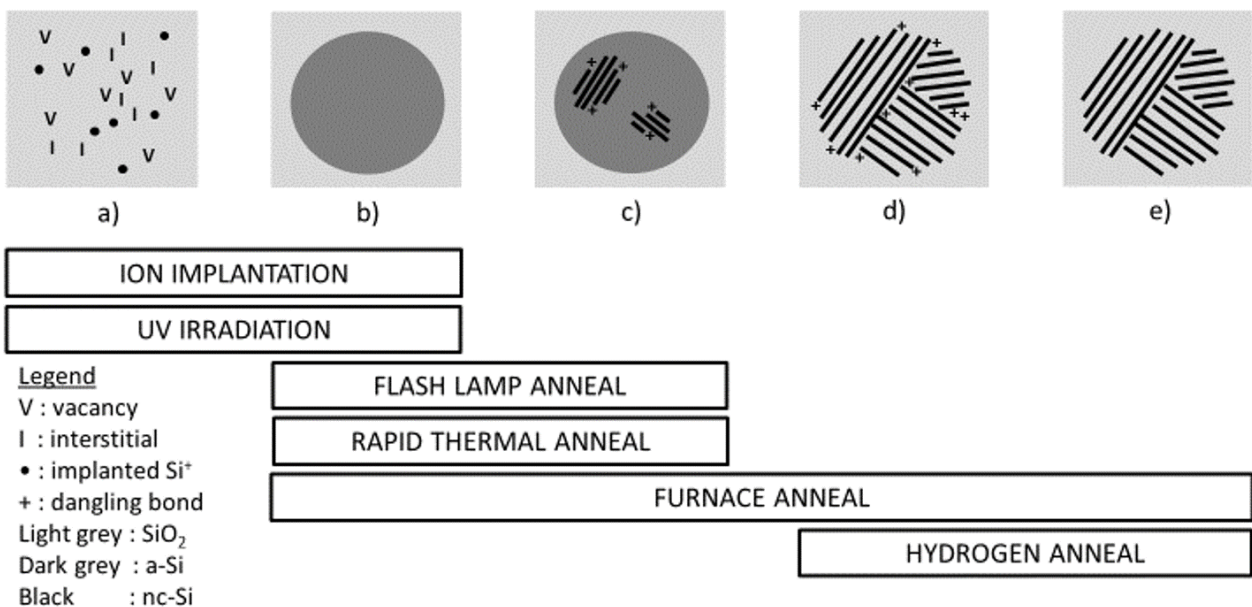 a) b) c) d) e)
ION IMPLANTATION
UV IRRADIATION
FLASH LAMP ANNEAL
RAPID THERMAL ANNEAL
FURNACE ANNEAL
HYDROGEN ANNEAL
Legend
V : vacancy
I : interstitial
• : implanted Si⁺
+ : dangling bond
Light grey : SiO₂
Dark grey : a-Si
Black : nc-Si